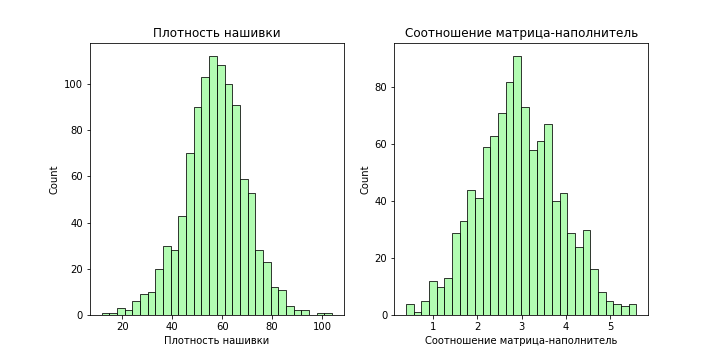 Плотность нашивки
Count
100
80
60
40
20
0
20 40 60 80 100
Плотность нашивки
Соотношение матрица-наполнитель
Count
80
60
40
20
0
1 2 3 4 5
Соотношение матрица-наполнитель